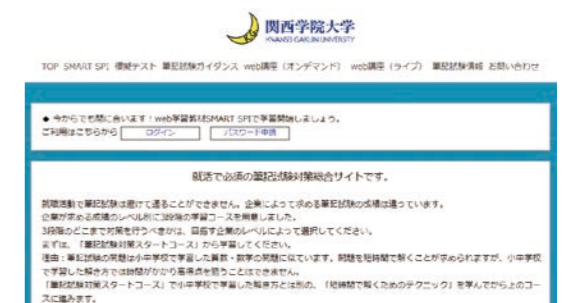 関西学院大学
KWANSEI GAKUIN UNIVERSITY
TOP SMART SPI 模擬テスト 筆記試験ガイダンス web講座（オンデマンド） web講座（ライブ） 筆記試験情報 お問い合わせ
◆ 今からでも間に合います！web学習教材SMART SPIで学習開始しましょう。
ご利用はこちらから ログイン パスワード申請
就活で必須の筆記試験対策総合サイトです。
就職活動で筆記試験は避けて通ることができません。企業によって求める筆記試験の成績は違っています。
企業が求める成績のレベル別に3段階の学習コースを用意しました。
3段階のどこまで対策を行うべきかは、目指す企業のレベルによって選択してください。
まずは、「筆記試験対策スタートコース」から学習してください。
理由：筆記試験の問題は小中学校で学習した算数・数学の問題に似ています。問題を短時間で解くことが求められますが、小中学校
で学習した解き方では時間がかかり高得点を狙うことはできません。
「筆記試験対策スタートコース」で小中学校で学習した解き方とは別の、「短時間で解くためのテクニック」を学んでから上のコー
スに進みます。